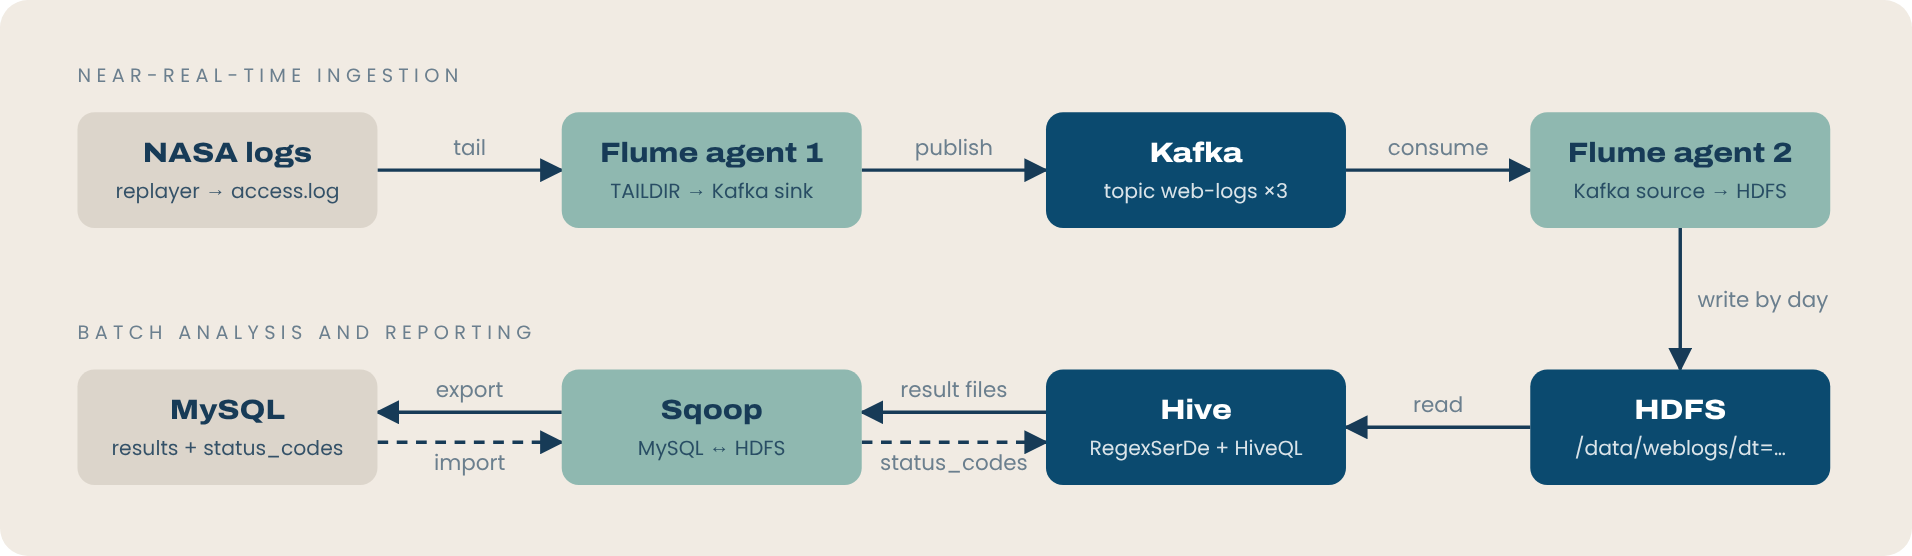 NEAR-REAL-TIME INGESTION
NASA logs
replayer → access.log
tail
Flume agent 1
TAILDIR → Kafka sink
publish
Kafka
topic web-logs ×3
consume
Flume agent 2
Kafka source → HDFS
write by day
BATCH ANALYSIS AND REPORTING
MySQL
results + status_codes
export
import
Sqoop
MySQL ↔ HDFS
result files
status_codes
Hive
RegexSerDe + HiveQL
read
HDFS
/data/weblogs/dt=…